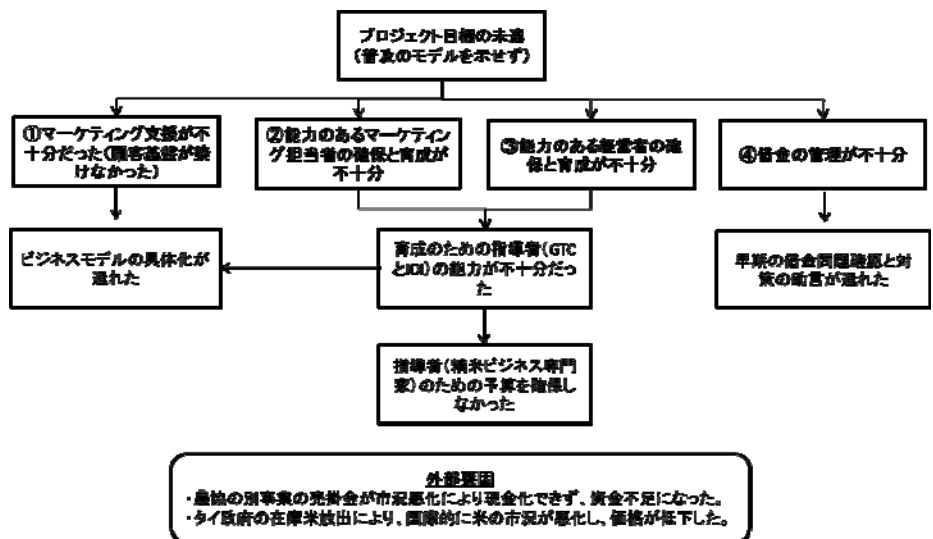 プロジェクト目標の未達
(普及のモデルを示せず)
①マーケティング支援が不
十分だった(顧客基盤が築
けなかった)
②能力のあるマーケティン
グ担当者の確保と育成が
不十分
③能力のある経営者の確
保と育成が不十分
④借金の管理が不十分
ビジネスモデルの具体化が
遅れた
育成のための指導者(GTC
とJCI)の能力が不十分だっ
た
早期の借金問題確認と対
策の助言が遅れた
指導者(精米ビジネス専門
家)のための予算を確保し
なかった
外部要因
・農協の別事業の売掛金が市況悪化により現金化できず、資金不足になった。
・タイ政府の在庫米放出により、国際的に米の市況が悪化し、価格が低下した。